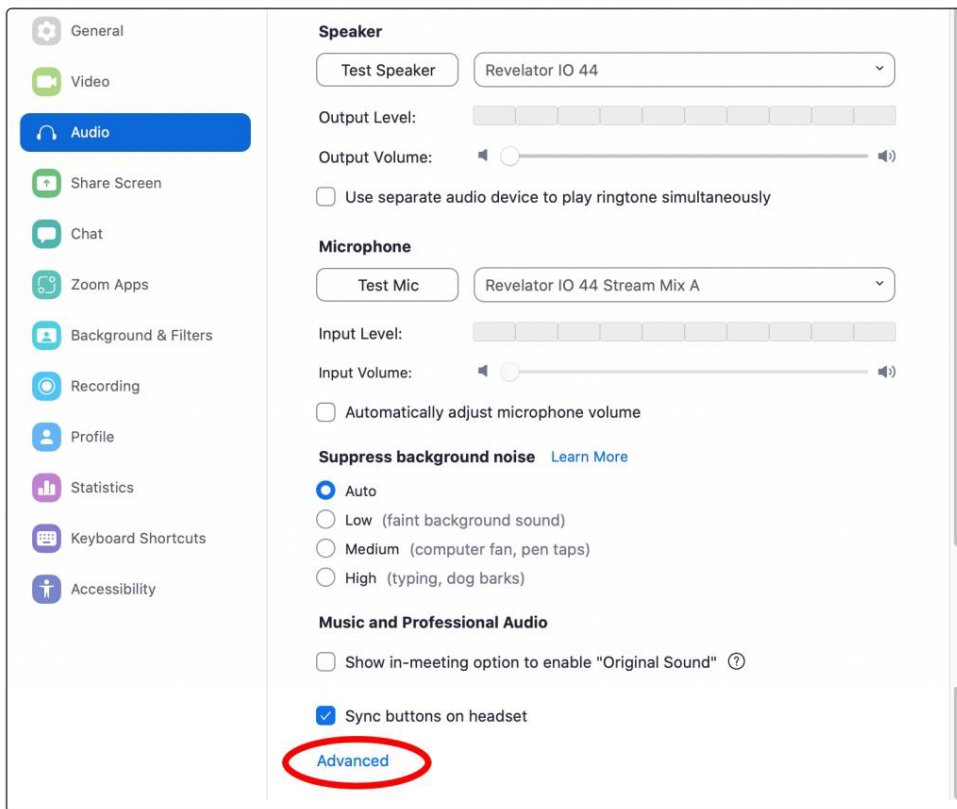 General
Video
Audio
Share Screen
Chat
Zoom Apps
Background & Filters
Recording
Profile
Statistics
Keyboard Shortcuts
Accessibility
Speaker
Test Speaker
Revelator IO 44
Output Level:
Output Volume:
Use separate audio device to play ringtone simultaneously
Microphone
Test Mic
Revelator IO 44 Stream Mix A
Input Level:
Input Volume:
Automatically adjust microphone volume
Suppress background noise Learn More
Auto
Low (faint background sound)
Medium (computer fan, pen taps)
High (typing, dog barks)
Music and Professional Audio
Show in-meeting option to enable "Original Sound" ?
Sync buttons on headset
Advanced